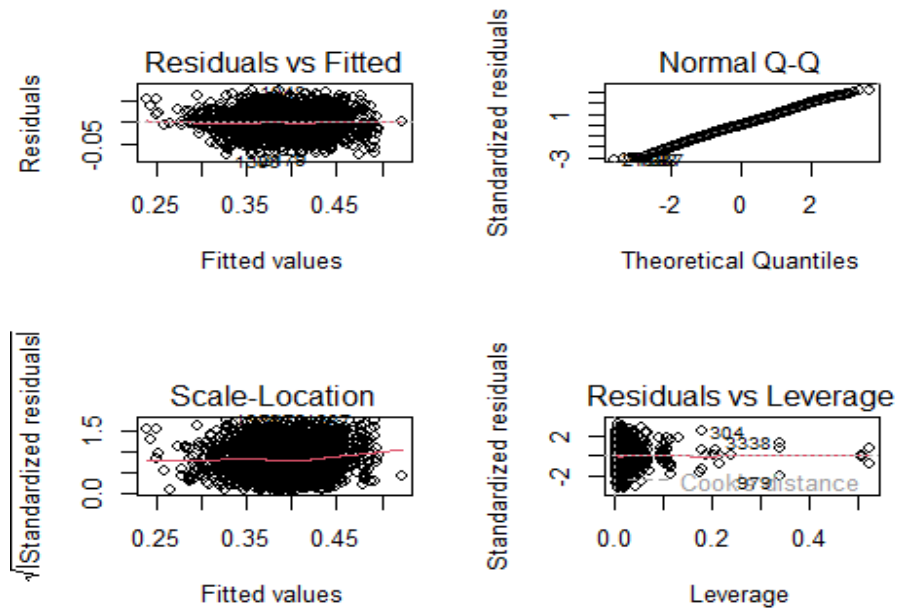 Residuals vs Fitted
Residuals
-0.05
0.25
0.35
0.45
Fitted values
Normal Q-Q
Standardized residuals
1
-3
-2
0
2
Theoretical Quantiles
Scale-Location
√|Standardized residuals|
1.5
0.0
0.25
0.35
0.45
Fitted values
Residuals vs Leverage
Standardized residuals
2
-2
304
3338
979
Cook's distance
0.0
0.2
0.4
Leverage